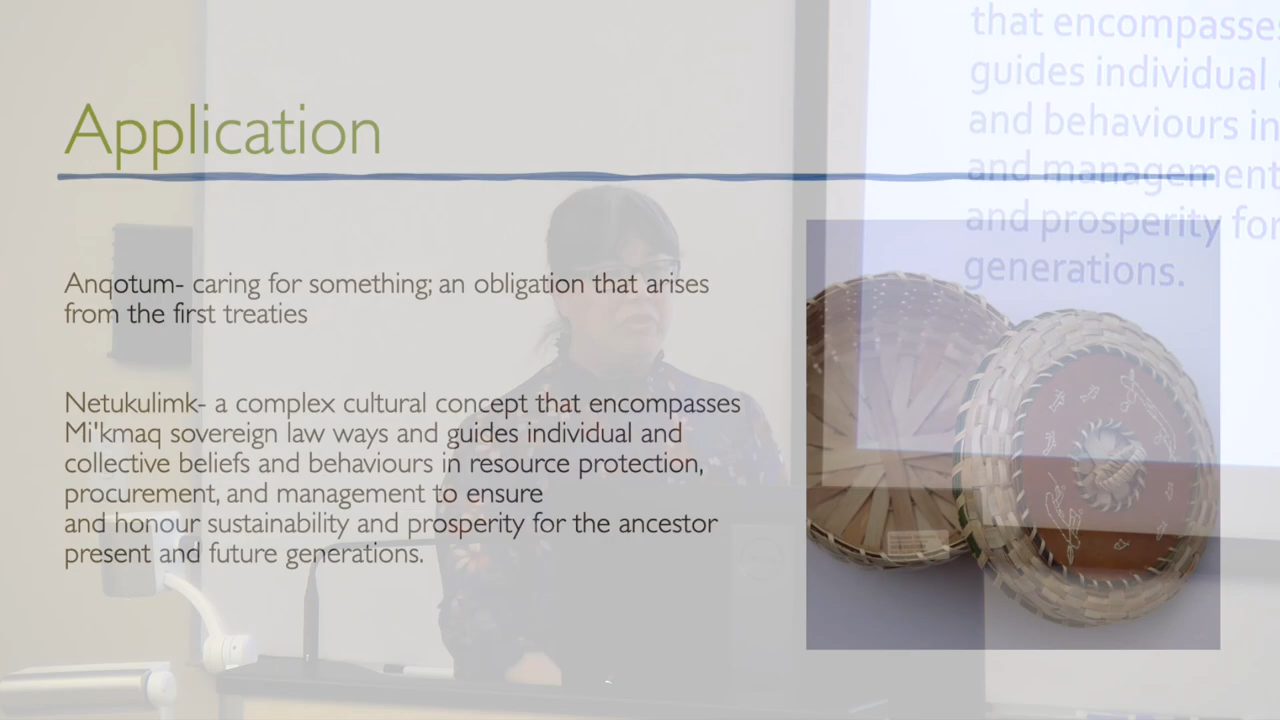 Application
Anqotum- caring for something; an obligation that arises
from the first treaties
Netukulimk- a complex cultural concept that encompasses
Mi'kmaq sovereign law ways and guides individual and
collective beliefs and behaviours in resource protection,
procurement, and management to ensure
and honour sustainability and prosperity for the ancestor
present and future generations.
that encompasses
guides individual
and behaviours in
and management
and prosperity for
generations.